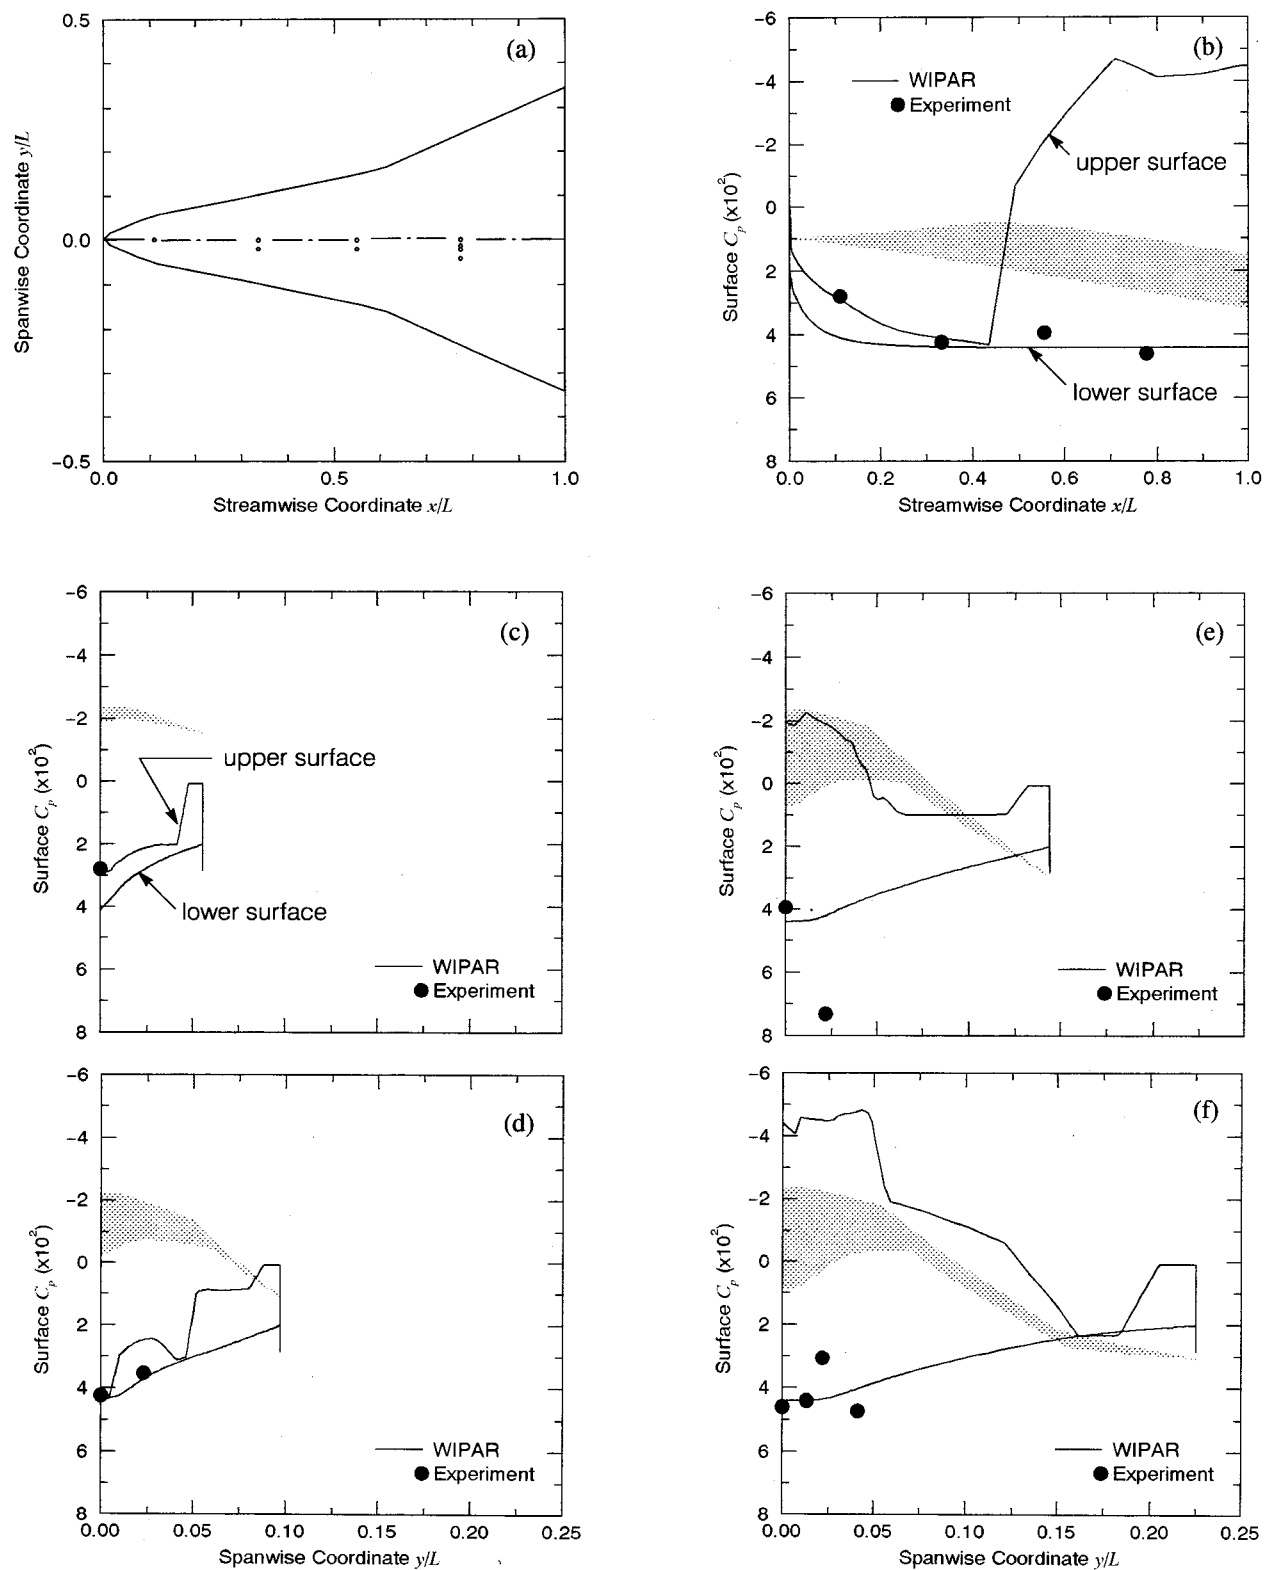 (a)
0.5
0.0
-0.5
Spanwise Coordinate y/L
0.0
0.5
1.0
Streamwise Coordinate x/L
(b)
-6
-4
-2
0
2
4
6
8
Surface Cp (x10²)
WIPAR
Experiment
upper surface
lower surface
0.0
0.2
0.4
0.6
0.8
1.0
Streamwise Coordinate x/L
(c)
-6
-4
-2
0
2
4
6
8
Surface Cp (x10²)
upper surface
lower surface
WIPAR
Experiment
(e)
-6
-4
-2
0
2
4
6
8
Surface Cp (x10²)
WIPAR
Experiment
(d)
-6
-4
-2
0
2
4
6
8
Surface Cp (x10²)
WIPAR
Experiment
0.00
0.05
0.10
0.15
0.20
0.25
Spanwise Coordinate y/L
(f)
-6
-4
-2
0
2
4
6
8
Surface Cp (x10²)
WIPAR
Experiment
0.00
0.05
0.10
0.15
0.20
0.25
Spanwise Coordinate y/L